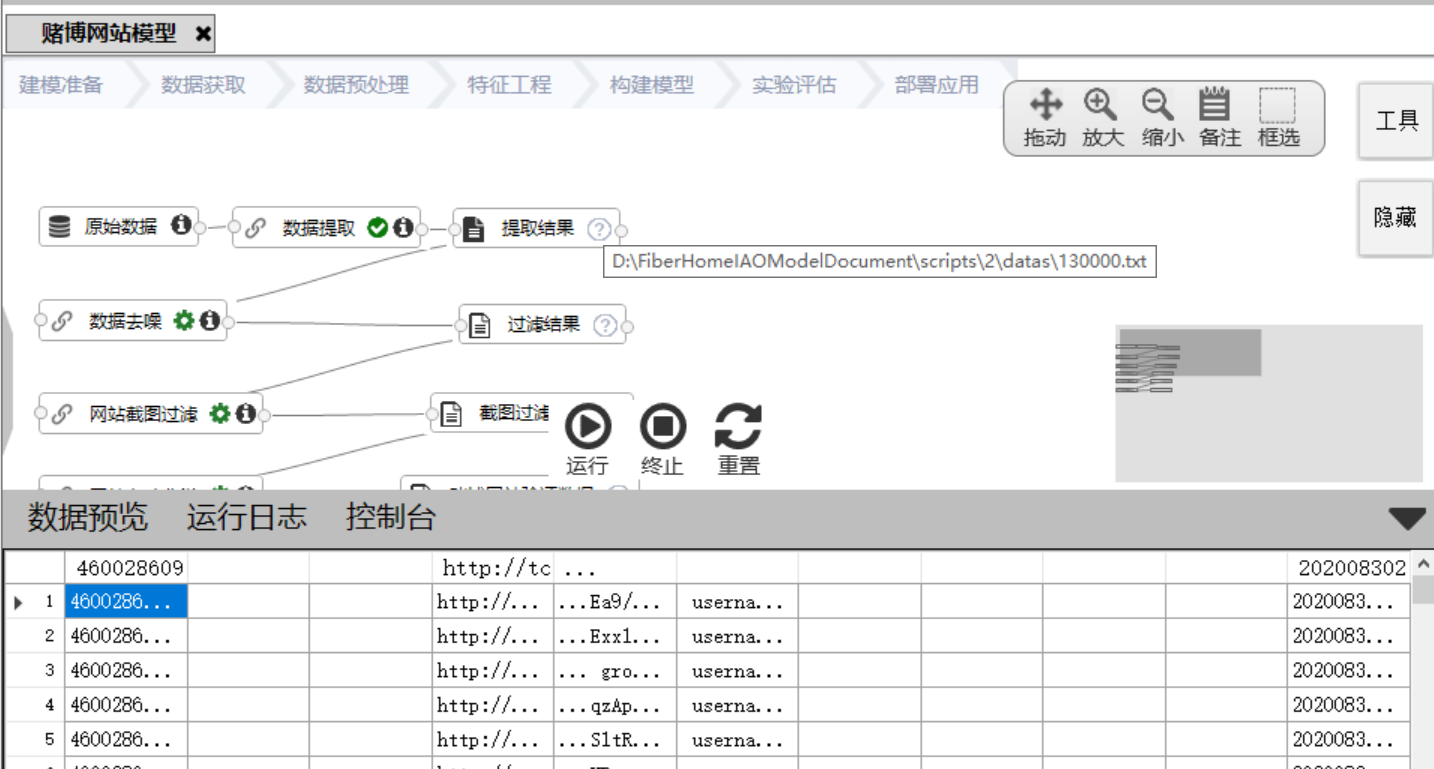 赌博网站模型 ×
建模准备 数据获取 数据预处理 特征工程 构建模型 实验评估 部署应用
拖动 放大 缩小 备注 框选
工具
隐藏
原始数据 数据提取 提取结果
D:\FiberHomeIAOModelDocument\scripts\2\datas\130000.txt
数据去噪 过滤结果
网站截图过滤 截图过滤
运行 终止 重置
数据预览 运行日志 控制台
460028609 http://tc ... 202008302
1 4600286... http://... ...Ea9/... userna... 2020083...
2 4600286... http://... ...Exxl... userna... 2020083...
3 4600286... http://... ... gro... userna... 2020083...
4 4600286... http://... ...qzAp... userna... 2020083...
5 4600286... http://... ...SltR... userna... 2020083...